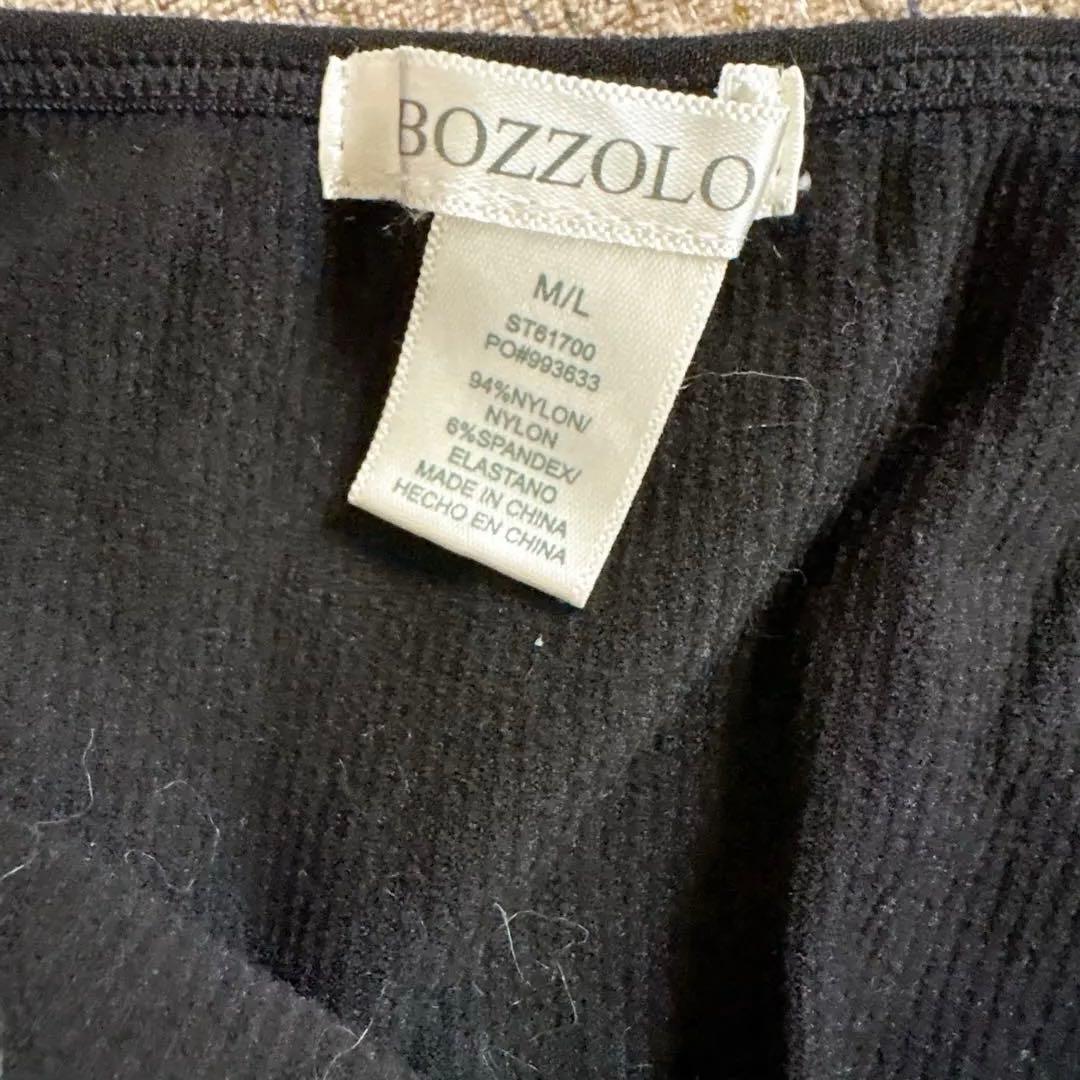 BOZZOLO
M/L
ST61700
PO#993633
94%NYLON/
NYLON
6%SPANDEX/
ELASTANO
MADE IN CHINA
HECHO EN CHINA